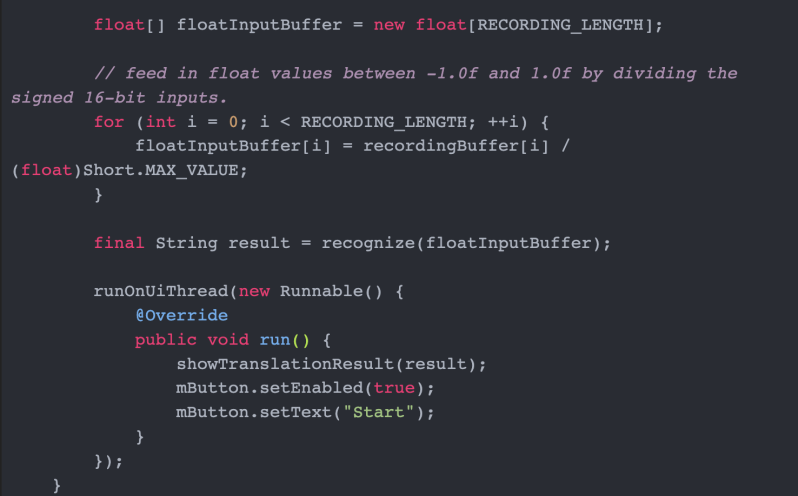 float[] floatInputBuffer = new float[RECORDING_LENGTH];
// feed in float values between -1.0f and 1.0f by dividing the
signed 16-bit inputs.
for (int i = 0; i < RECORDING_LENGTH; ++i) {
floatInputBuffer[i] = recordingBuffer[i] /
(float)Short.MAX_VALUE;
}
final String result = recognize(floatInputBuffer);
runOnUiThread(new Runnable() {
@Override
public void run() {
showTranslationResult(result);
mButton.setEnabled(true);
mButton.setText("Start");
}
});
}